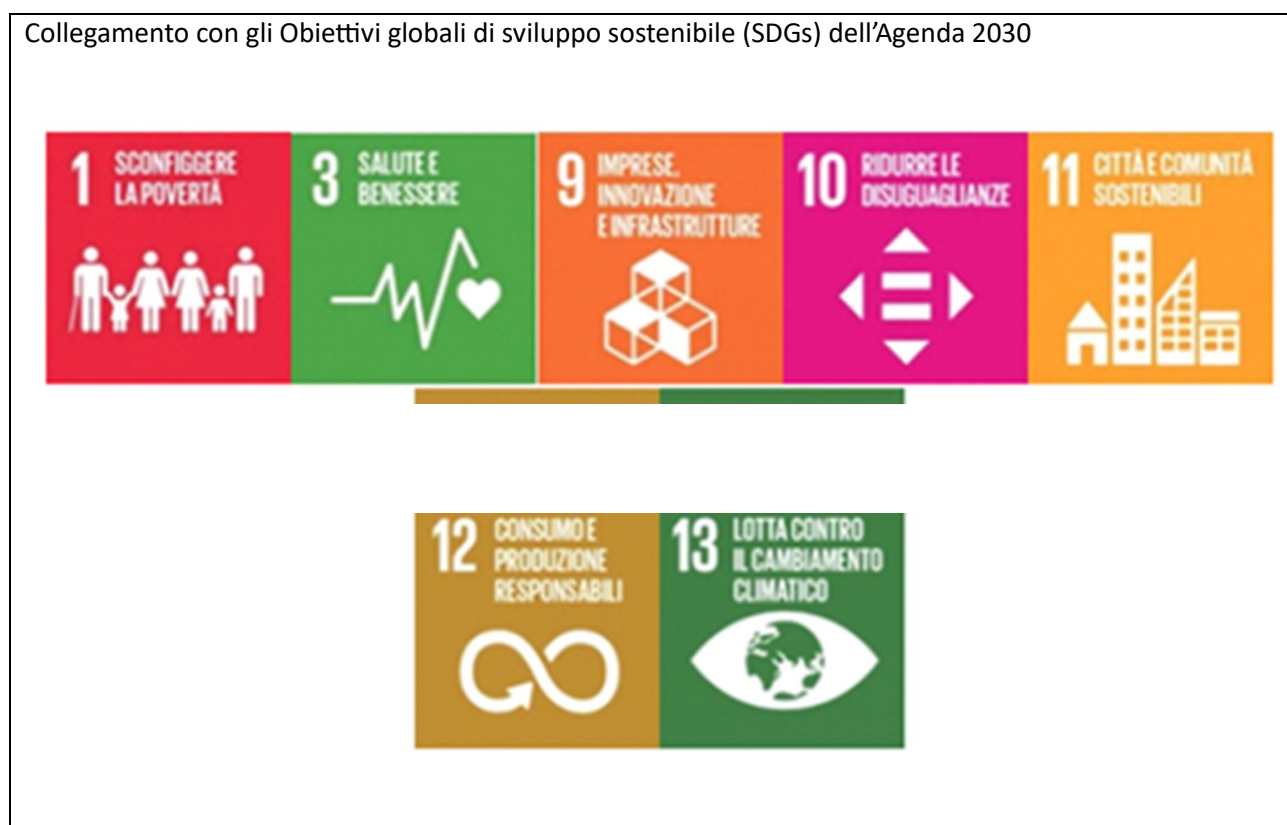 Collegamento con gli Obiettivi globali di sviluppo sostenibile (SDGs) dell’Agenda 2030
1 SCONFIGGERE
LA POVERTÀ
3 SALUTE E
BENESSERE
9 IMPRESE,
INNOVAZIONE
E INFRASTRUTTURE
10 RIDURRE LE
DISUGUAGLIANZE
11 CITTÀ E COMUNITÀ
SOSTENIBILI
12 CONSUMO E
PRODUZIONE
RESPONSABILI
13 LOTTA CONTRO
IL CAMBIAMENTO
CLIMATICO